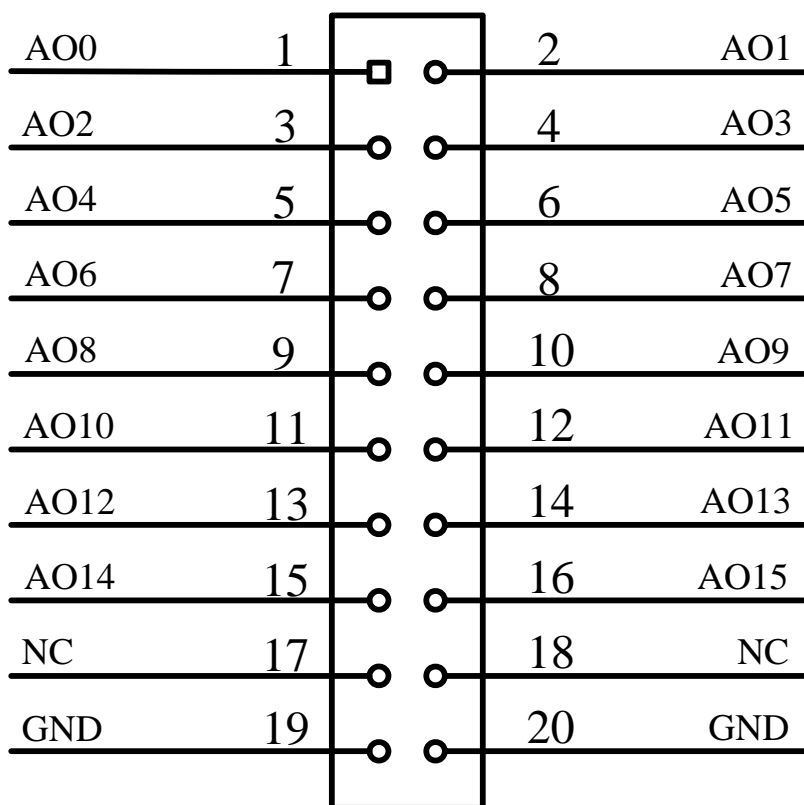 AO0 1 2 AO1
AO2 3 4 AO3
AO4 5 6 AO5
AO6 7 8 AO7
AO8 9 10 AO9
AO10 11 12 AO11
AO12 13 14 AO13
AO14 15 16 AO15
NC 17 18 NC
GND 19 20 GND